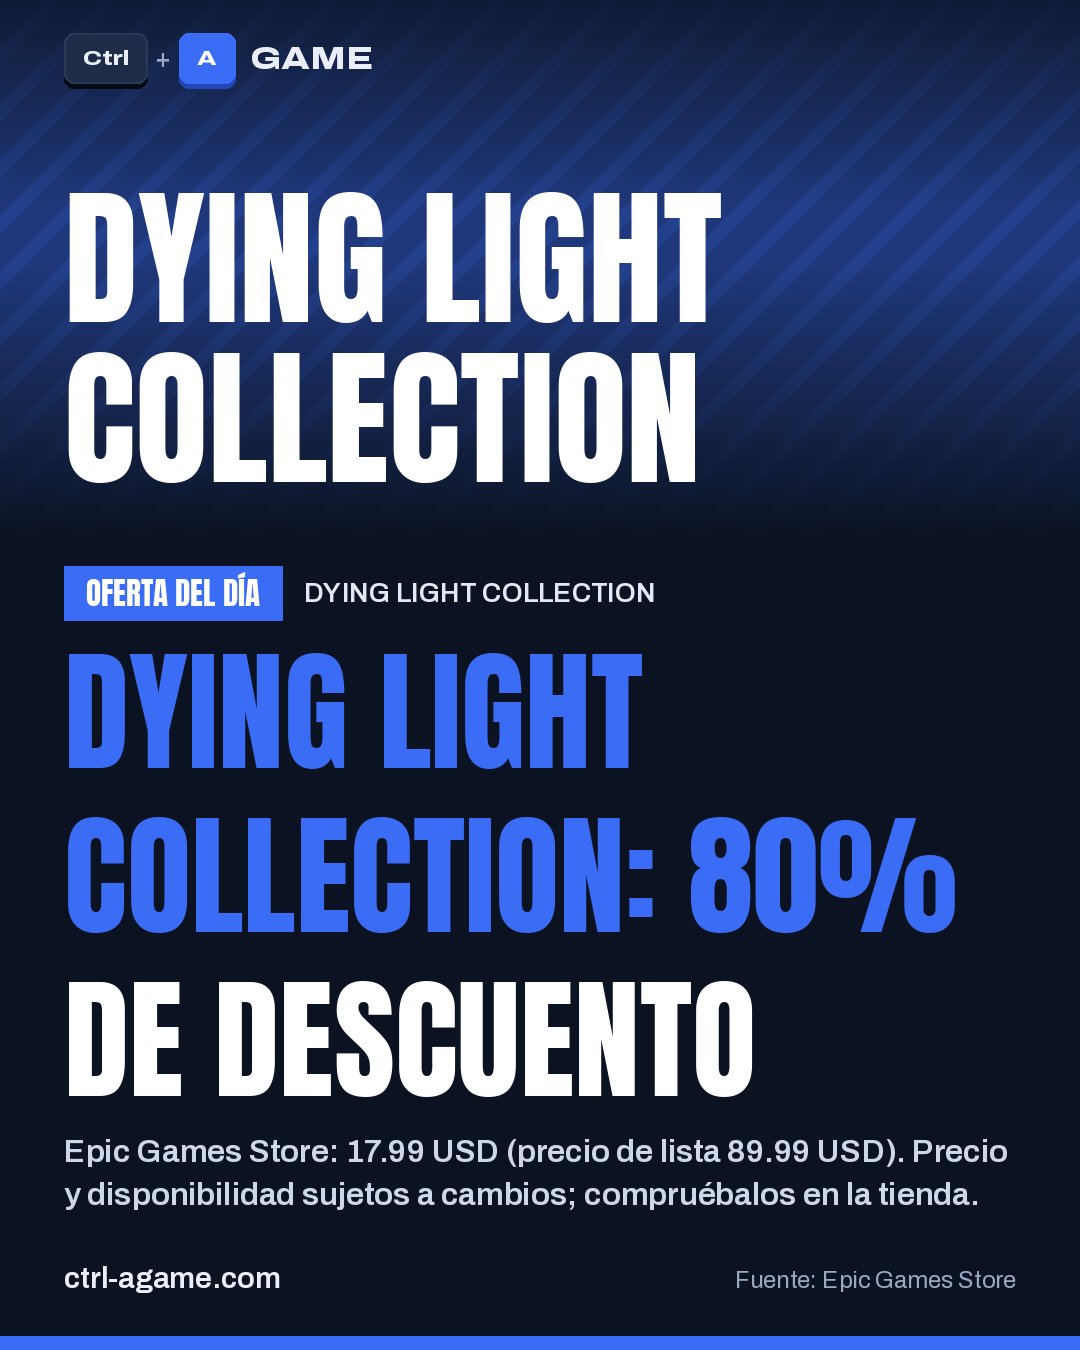 Ctrl + A GAME
DYING LIGHT
COLLECTION
OFERTA DEL DÍA DYING LIGHT COLLECTION
DYING LIGHT
COLLECTION: 80%
DE DESCUENTO
Epic Games Store: 17.99 USD (precio de lista 89.99 USD). Precio
y disponibilidad sujetos a cambios; compruébalos en la tienda.
ctrl-agame.com Fuente: Epic Games Store